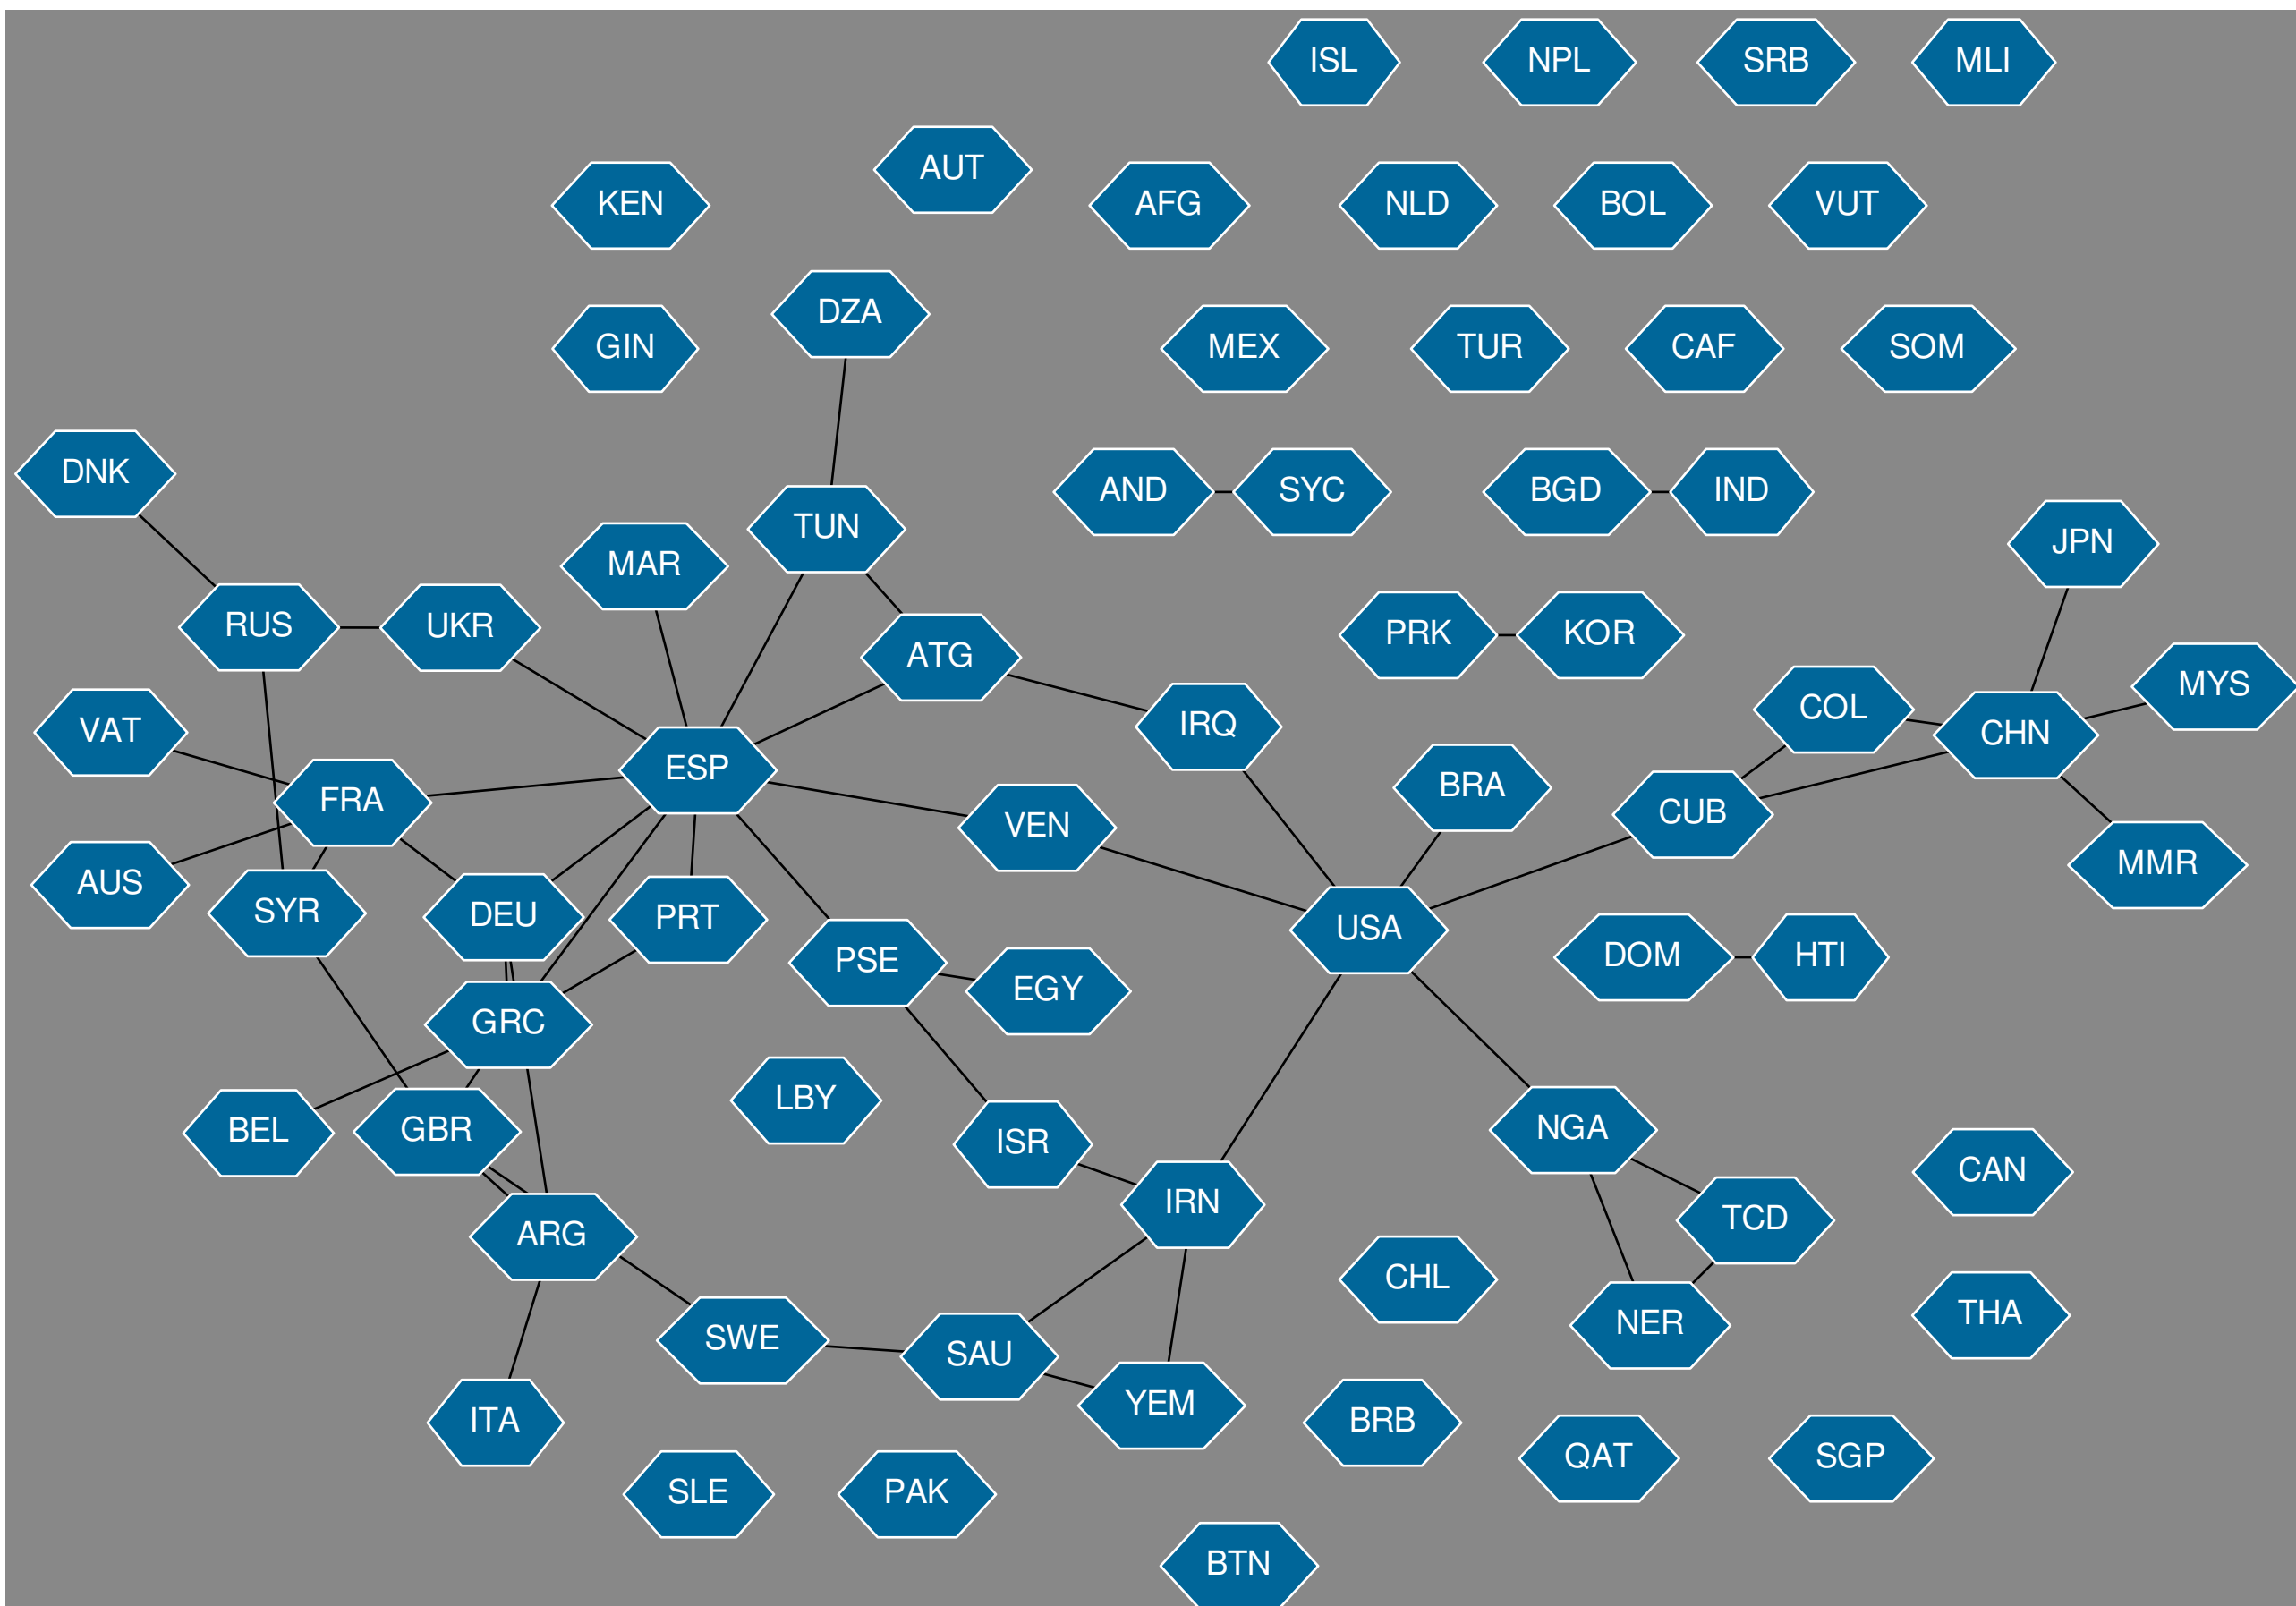 ISL
NPL
SRB
MLI
AUT
KEN
AFG
NLD
BOL
VUT
DZA
GIN
MEX
TUR
CAF
SOM
DNK
AND
SYC
BGD
IND
TUN
JPN
MAR
RUS
UKR
PRK
KOR
ATG
MYS
COL
IRQ
VAT
CHN
ESP
BRA
FRA
CUB
VEN
MMR
AUS
SYR
DEU
PRT
USA
DOM
HTI
PSE
EGY
GRC
LBY
BEL
GBR
NGA
ISR
CAN
IRN
TCD
ARG
CHL
THA
NER
SWE
SAU
YEM
ITA
BRB
QAT
SGP
SLE
PAK
BTN